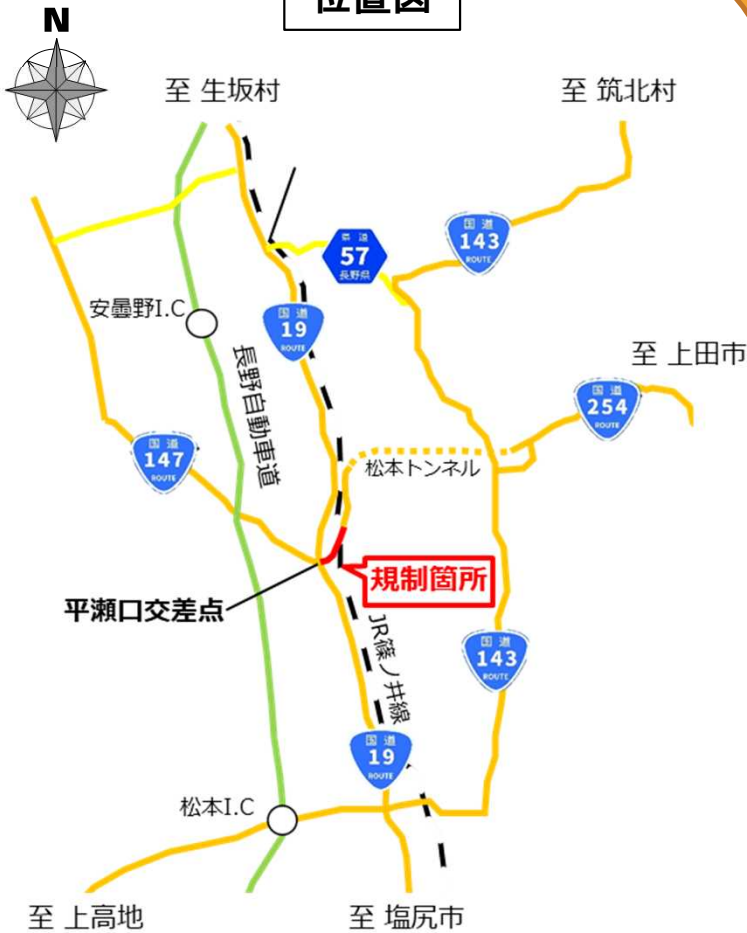 位置図
N
至 生坂村
至 筑北村
国道
143
ROUTE
県道
57
長野県
安曇野I.C
国道
19
ROUTE
至 上田市
長野自動車道
国道
254
ROUTE
国道
147
ROUTE
松本トンネル
規制箇所
平瀬口交差点
JR篠ノ井線
国道
143
ROUTE
国道
19
ROUTE
松本I.C
至 上高地
至 塩尻市